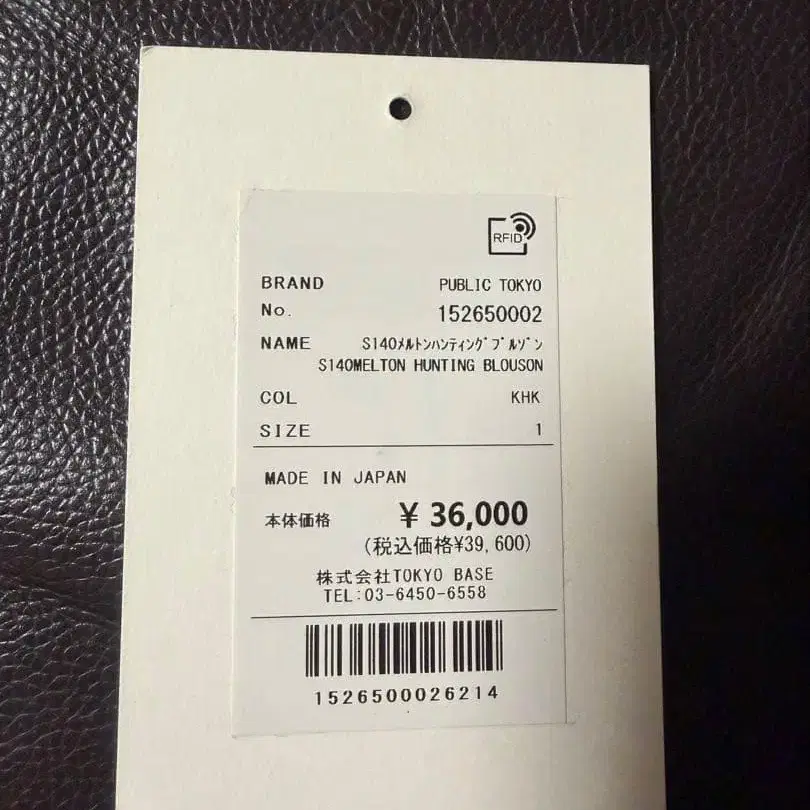 RFID
BRAND PUBLIC TOKYO
No. 152650002
NAME S140ﾒﾙﾄﾝﾊﾝﾃｨﾝｸﾞﾌﾞﾙｿﾞﾝ
S140MELTON HUNTING BLOUSON
COL KHK
SIZE 1
MADE IN JAPAN
本体価格 ¥ 36,000
(税込価格¥39,600)
株式会社TOKYO BASE
TEL:03-6450-6558
1526500026214